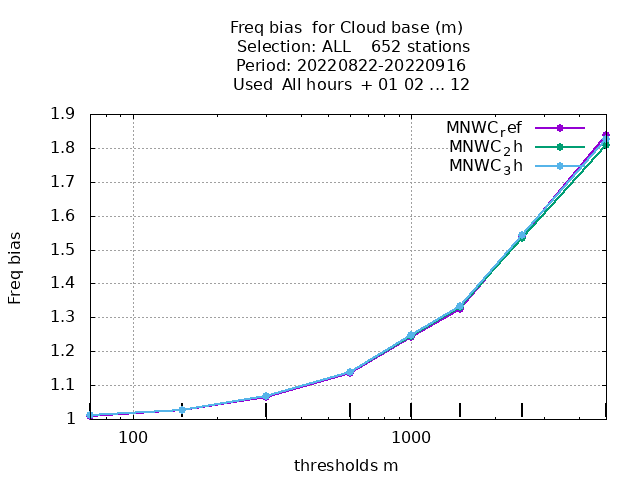 Freq bias  for Cloud base (m)
Selection: ALL    652 stations
Period: 20220822-20220916
Used  All hours  + 01 02 ... 12
1.9
1.8
1.7
1.6
1.5
1.4
1.3
1.2
1.1
1
Freq bias
MNWC_ref
MNWC_2h
MNWC_3h
100
1000
thresholds m